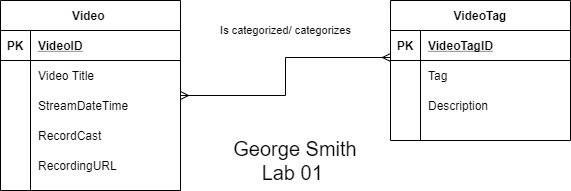 Video
PK VideoID
Video Title
StreamDateTime
RecordCast
RecordingURL
Is categorized/ categorizes
VideoTag
PK VideoTagID
Tag
Description
George Smith
Lab 01